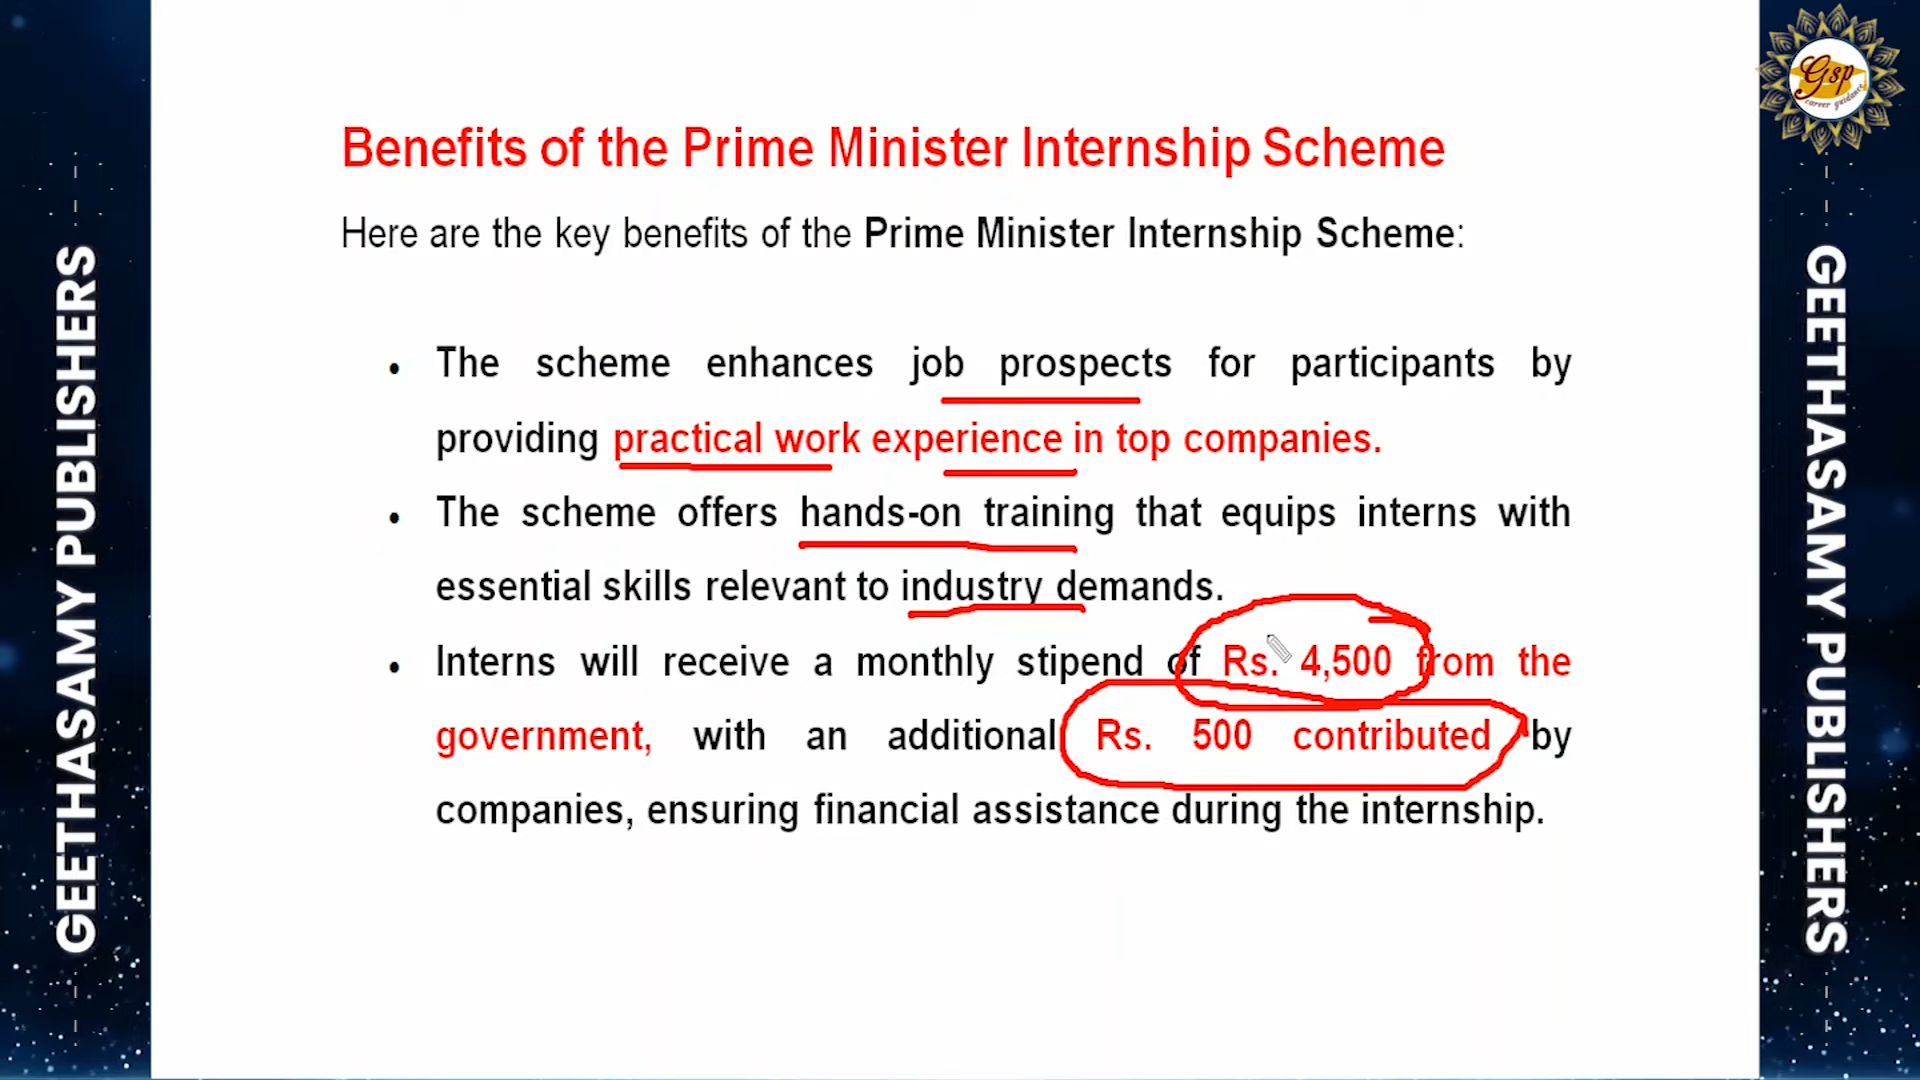 Gsp
career guidance
GEETHASAMY PUBLISHERS
GEETHASAMY PUBLISHERS
Benefits of the Prime Minister Internship Scheme
Here are the key benefits of the Prime Minister Internship Scheme:
• The scheme enhances job prospects for participants by
providing practical work experience in top companies.
• The scheme offers hands-on training that equips interns with
essential skills relevant to industry demands.
• Interns will receive a monthly stipend of Rs. 4,500 from the
government, with an additional Rs. 500 contributed by
companies, ensuring financial assistance during the internship.